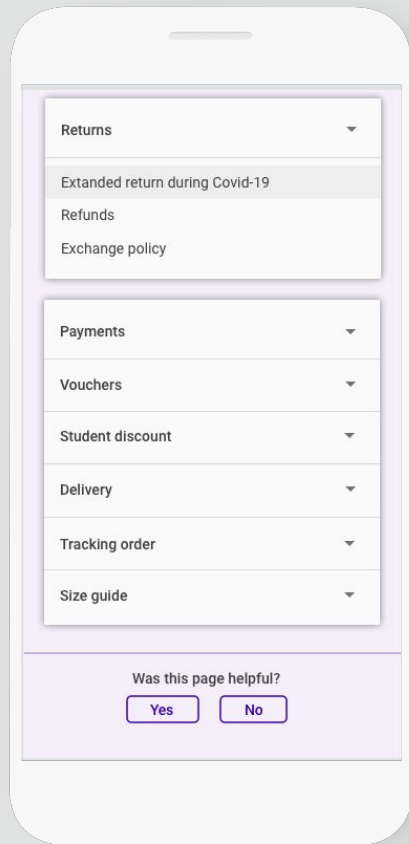 Returns
Extanded return during Covid-19
Refunds
Exchange policy
Payments
Vouchers
Student discount
Delivery
Tracking order
Size guide
Was this page helpful?
Yes No